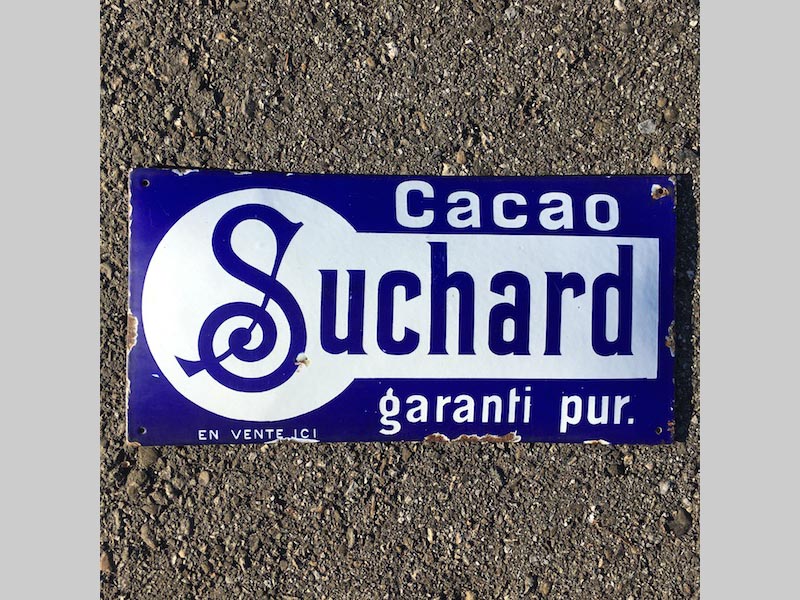 Cacao
Suchard
garanti pur.
EN VENTE ICI